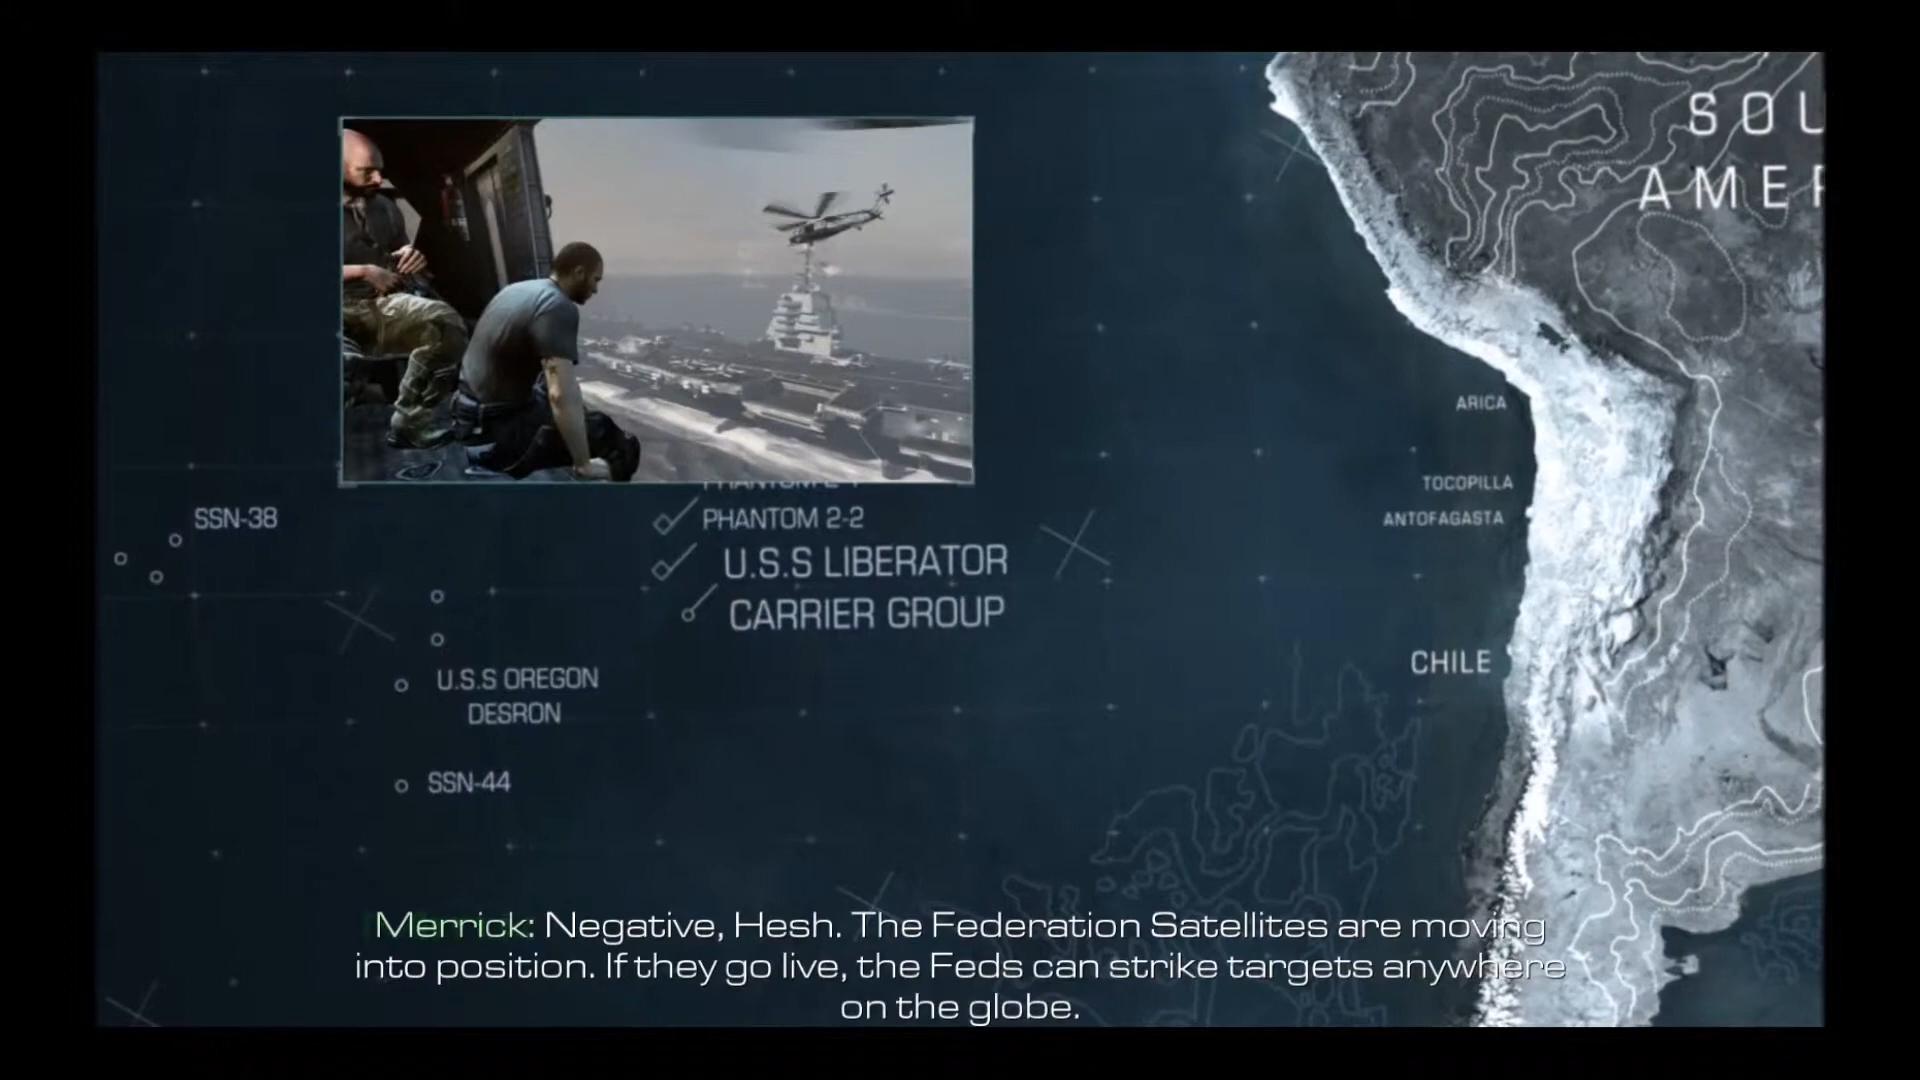 SOU
AMER
ARICA
TOCOPILLA
ANTOFAGASTA
SSN-38
PHANTOM 2-2
U.S.S LIBERATOR
CARRIER GROUP
CHILE
U.S.S OREGON
DESRON
SSN-44
Merrick: Negative, Hesh. The Federation Satellites are moving
into position. If they go live, the Feds can strike targets anywhere
on the globe.